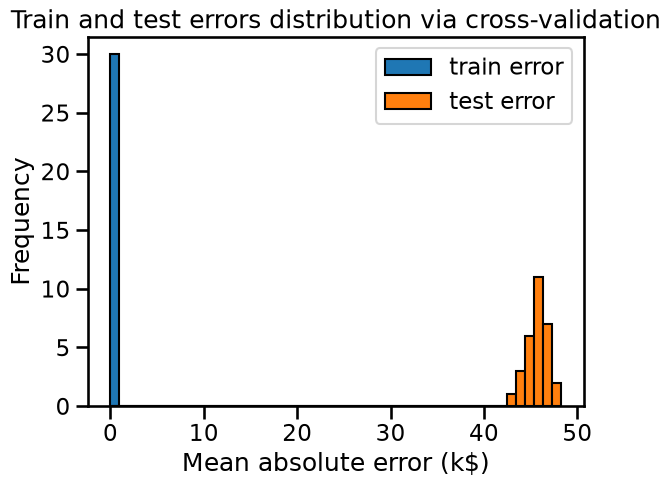 Train and test errors distribution via cross-validation
train error
test error
30
25
20
15
10
5
0
Frequency
0 10 20 30 40 50
Mean absolute error (k$)